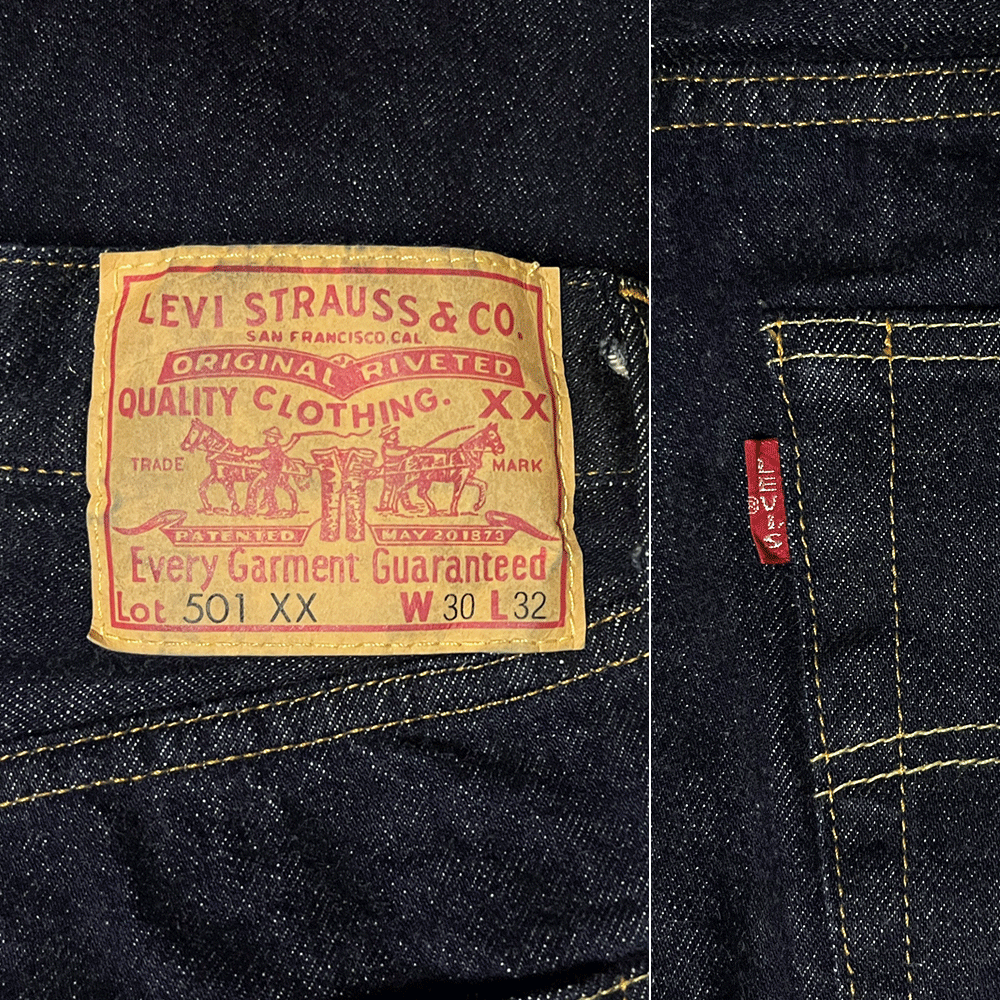 LEVI STRAUSS & CO.
SAN FRANCISCO, CAL.
ORIGINAL RIVETED
QUALITY CLOTHING. XX
TRADE MARK
PATENTED MAY 20 1873
Every Garment Guaranteed
Lot 501 XX W 30 L 32
LEVI'S
®